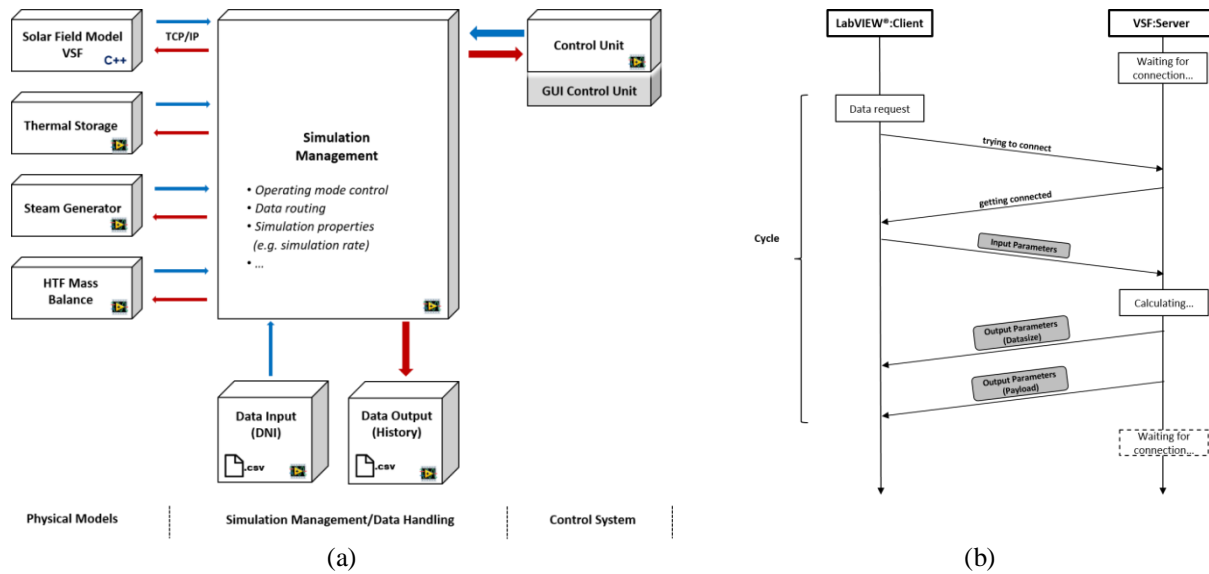 Solar Field Model
VSF
C++
TCP/IP
Thermal Storage
Steam Generator
HTF Mass
Balance
Simulation
Management
• Operating mode control
• Data routing
• Simulation properties
(e.g. simulation rate)
• ...
Control Unit
GUI Control Unit
Data Input
(DNI)
.csv
Data Output
(History)
.csv
Physical Models
Simulation Management/Data Handling
Control System
(a)
LabVIEW®:Client
VSF:Server
Waiting for
connection...
Data request
trying to connect
getting connected
Cycle
Input Parameters
Calculating...
Output Parameters
(Datasize)
Output Parameters
(Payload)
Waiting for
connection...
(b)